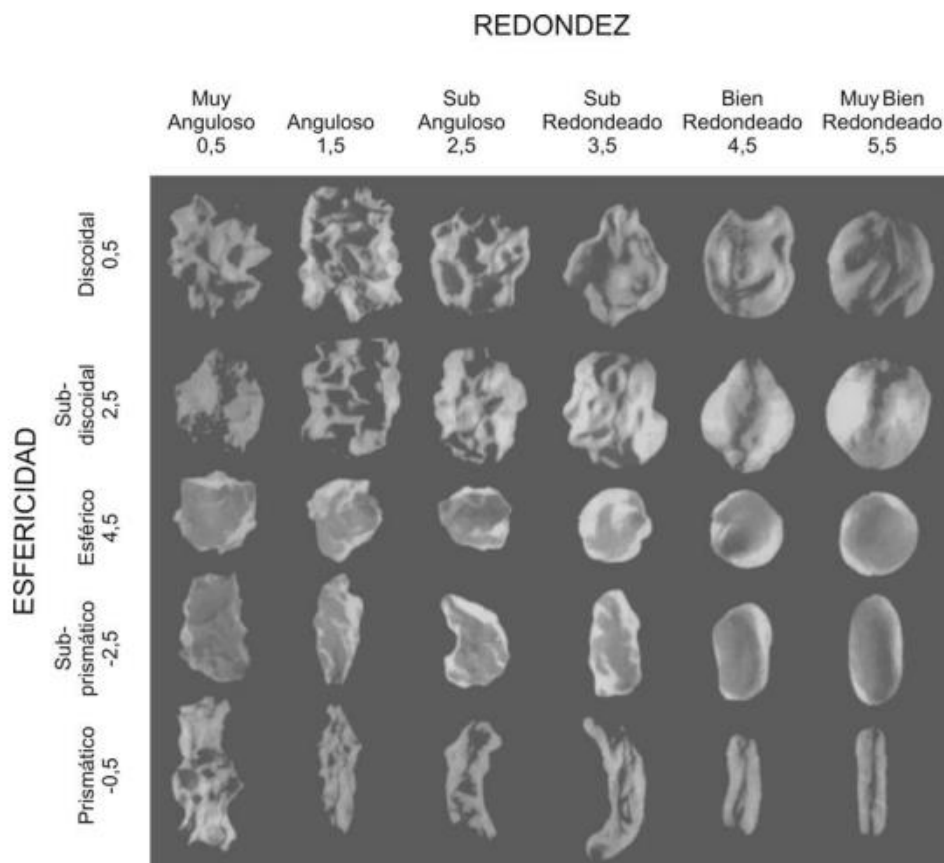 REDONDEZ
Muy
Anguloso
0,5
Anguloso
1,5
Sub
Anguloso
2,5
Sub
Redondeado
3,5
Bien
Redondeado
4,5
Muy Bien
Redondeado
5,5
ESFERICIDAD
Discoidal
0,5
Sub-
discoidal
2,5
Esférico
4,5
Sub-
prismático
-2,5
Prismático
-0,5